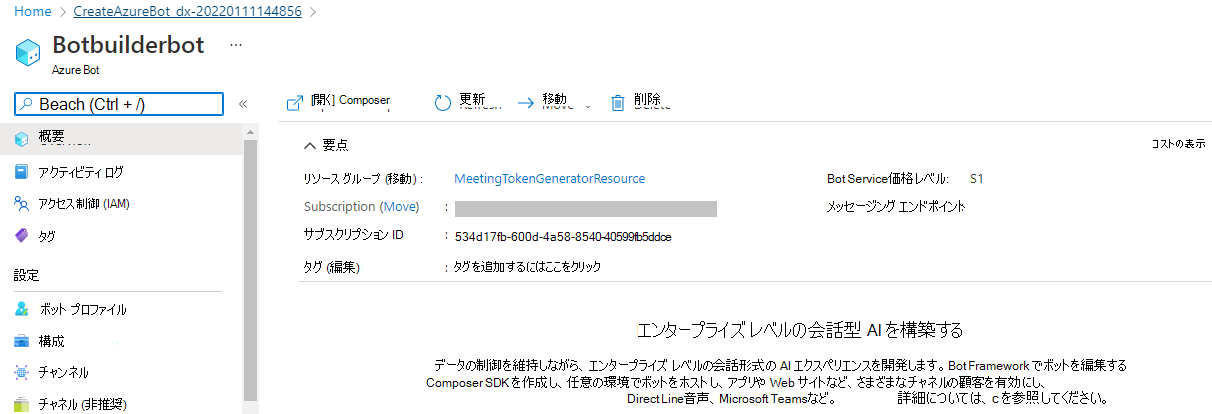 Home > CreateAzureBot_dx-20220111144856 >
Botbuilderbot ...
Azure Bot
Beach (Ctrl + /) «
[開く] Composer 更新 移動 削除
概要
アクティビティ ログ
アクセス制御 (IAM)
タグ
設定
ボット プロファイル
構成
チャンネル
チャネル (非推奨)
要点 コストの表示
リソース グループ (移動) : MeetingTokenGeneratorResource Bot Service価格レベル: S1
Subscription (Move) : メッセージング エンドポイント
サブスクリプション ID : 534d17fb-600d-4a58-8540-40599fb5ddce
タグ (編集) : タグを追加するにはここをクリック
エンタープライズ レベルの会話型 AI を構築する
データの制御を維持しながら、エンタープライズ レベルの会話形式の AI エクスペリエンスを開発します。Bot Framework でボットを編集する
Composer SDK を作成し、任意の環境でボットをホストし、アプリや Web サイトなど、さまざまなチャネルの顧客を有効にし、
Direct Line音声、Microsoft Teamsなど。 詳細については、c を参照してください。